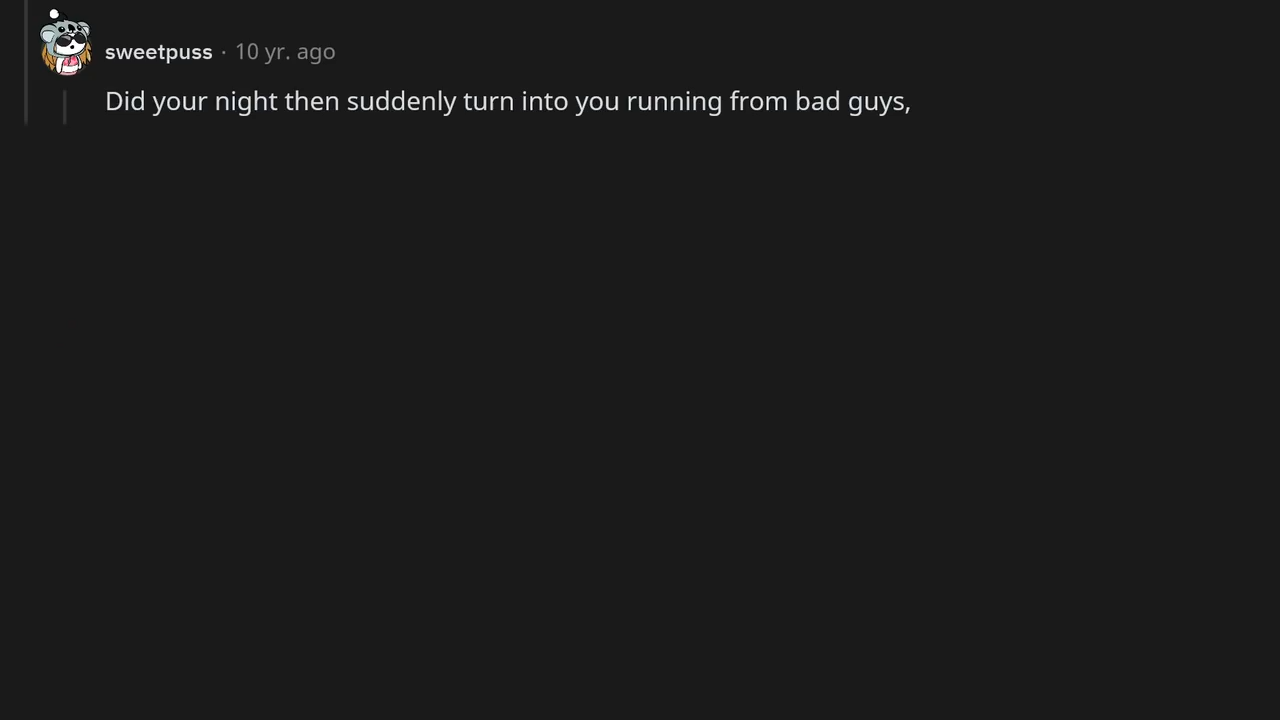 sweetpuss · 10 yr. ago
Did your night then suddenly turn into you running from bad guys,